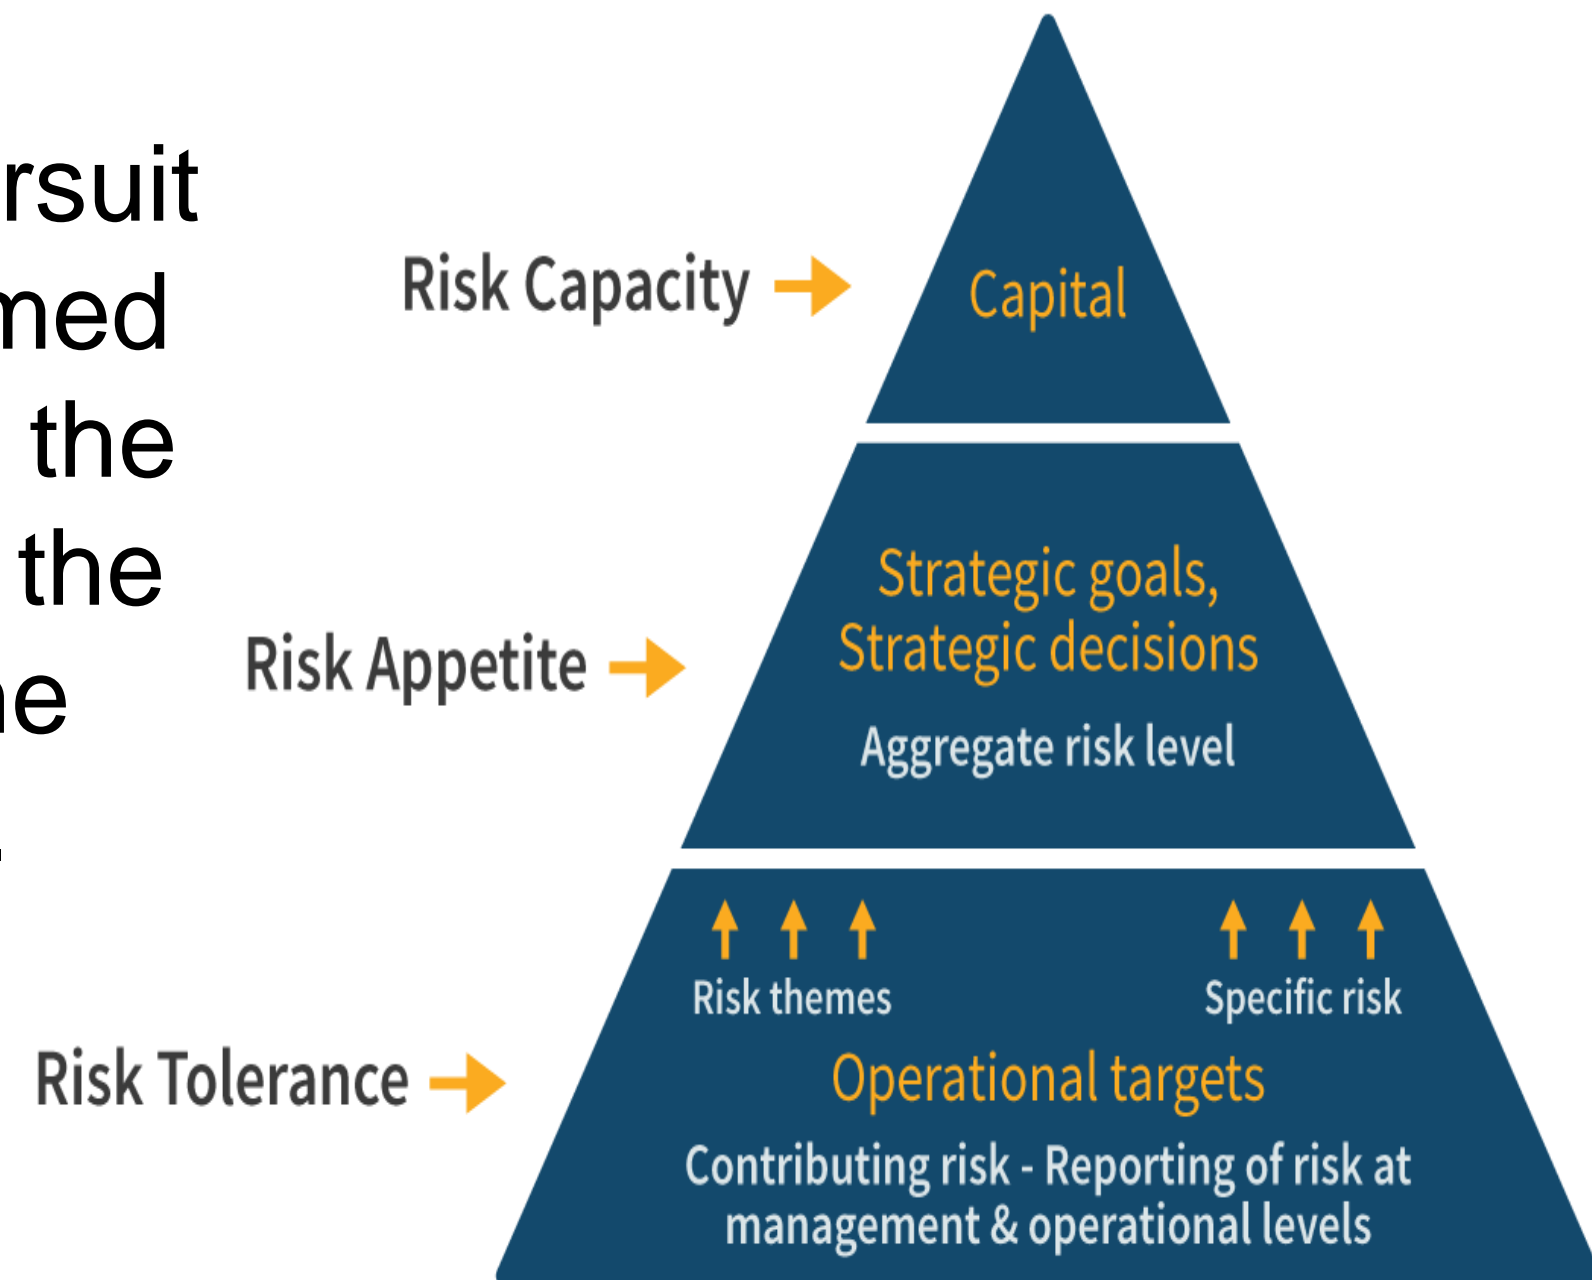 rsuit
med
the
the
ne
.
Risk Capacity
Capital
Risk Appetite
Strategic goals,
Strategic decisions
Aggregate risk level
Risk themes
Specific risk
Risk Tolerance
Operational targets
Contributing risk - Reporting of risk at
management & operational levels